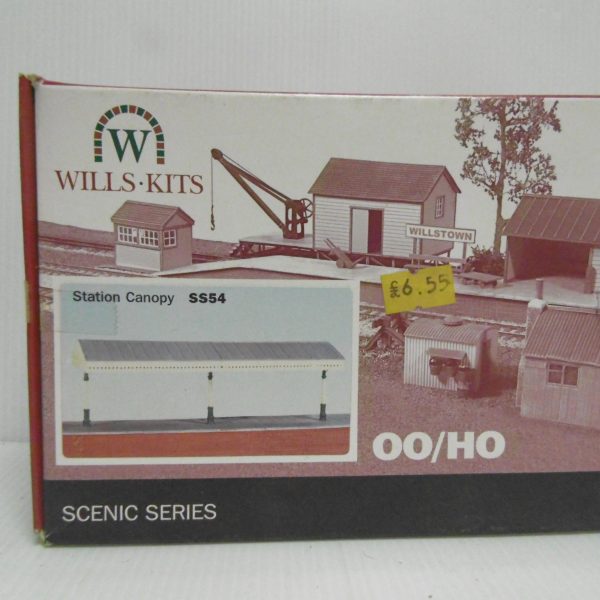 W
WILLS·KITS
WILLSTOWN
£6.55
Station Canopy SS54
OO/HO
SCENIC SERIES